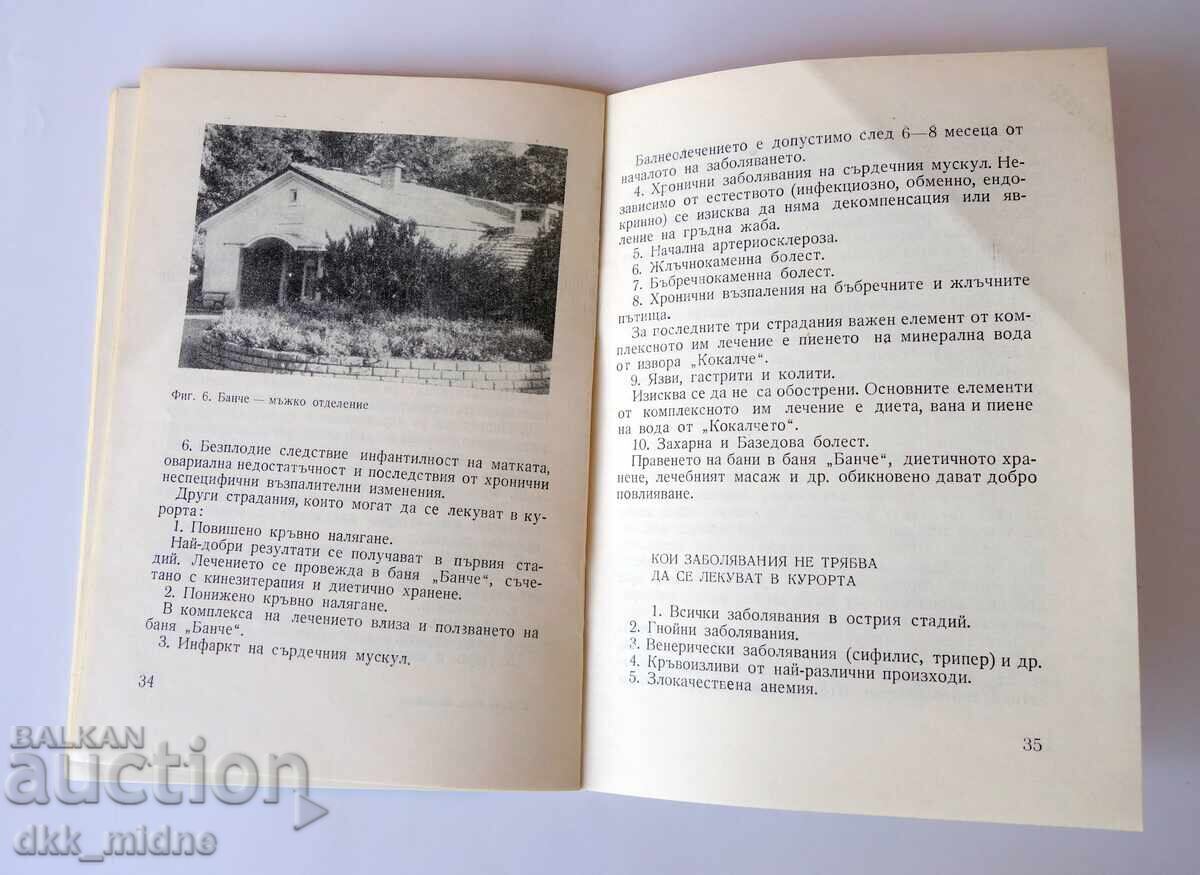 Фиг. 6. Банче — мъжко отделение
6. Безплодие следствие инфантилност на матката,
овариална недостатъчност и последствия от хронични
неспецифични възпалителни изменения.
Други страдания, които могат да се лекуват в ку-
рорта:
1. Повишено кръвно налягане.
Най-добри резултати се получават в първия ста-
дий. Лечението се провежда в баня „Банче“, съче-
тано с кинезитерапия и диетично хранене.
2. Понижено кръвно налягане.
В комплекса на лечението влиза и ползването на
баня „Банче“.
3. Инфаркт на сърдечния мускул.
34
Балнеолечението е допустимо след 6—8 месеца от
началото на заболяването.
4. Хронични заболявания на сърдечния мускул. Не-
зависимо от естеството (инфекциозно, обменно, ендо-
кринно) се изисква да няма декомпенсация или яв-
ление на гръдна жаба.
5. Начална артериосклероза.
6. Жлъчнокаменна болест.
7. Бъбречнокаменна болест.
8. Хронични възпаления на бъбречните и жлъчните
пътища.
За последните три страдания важен елемент от ком-
плексното им лечение е пиенето на минерална вода
от извора „Кокалче“.
9. Язви, гастрити и колити.
Изисква се да не са обострени. Основните елементи
от комплексното им лечение е диета, вана и пиене
на вода от „Кокалчето“.
10. Захарна и Базедова болест.
Правенето на бани в баня „Банче“, диетичното хра-
нене, лечебният масаж и др. обикновено дават добро
повлияване.
КОИ ЗАБОЛЯВАНИЯ НЕ ТРЯБВА
ДА СЕ ЛЕКУВАТ В КУРОРТА
1. Всички заболявания в острия стадий.
2. Гнойни заболявания.
3. Венерически заболявания (сифилис, трипер) и др.
4. Кръвоизливи от най-различни произходи.
5. Злокачествена анемия.
35
BALKAN
auction
dkk_midne